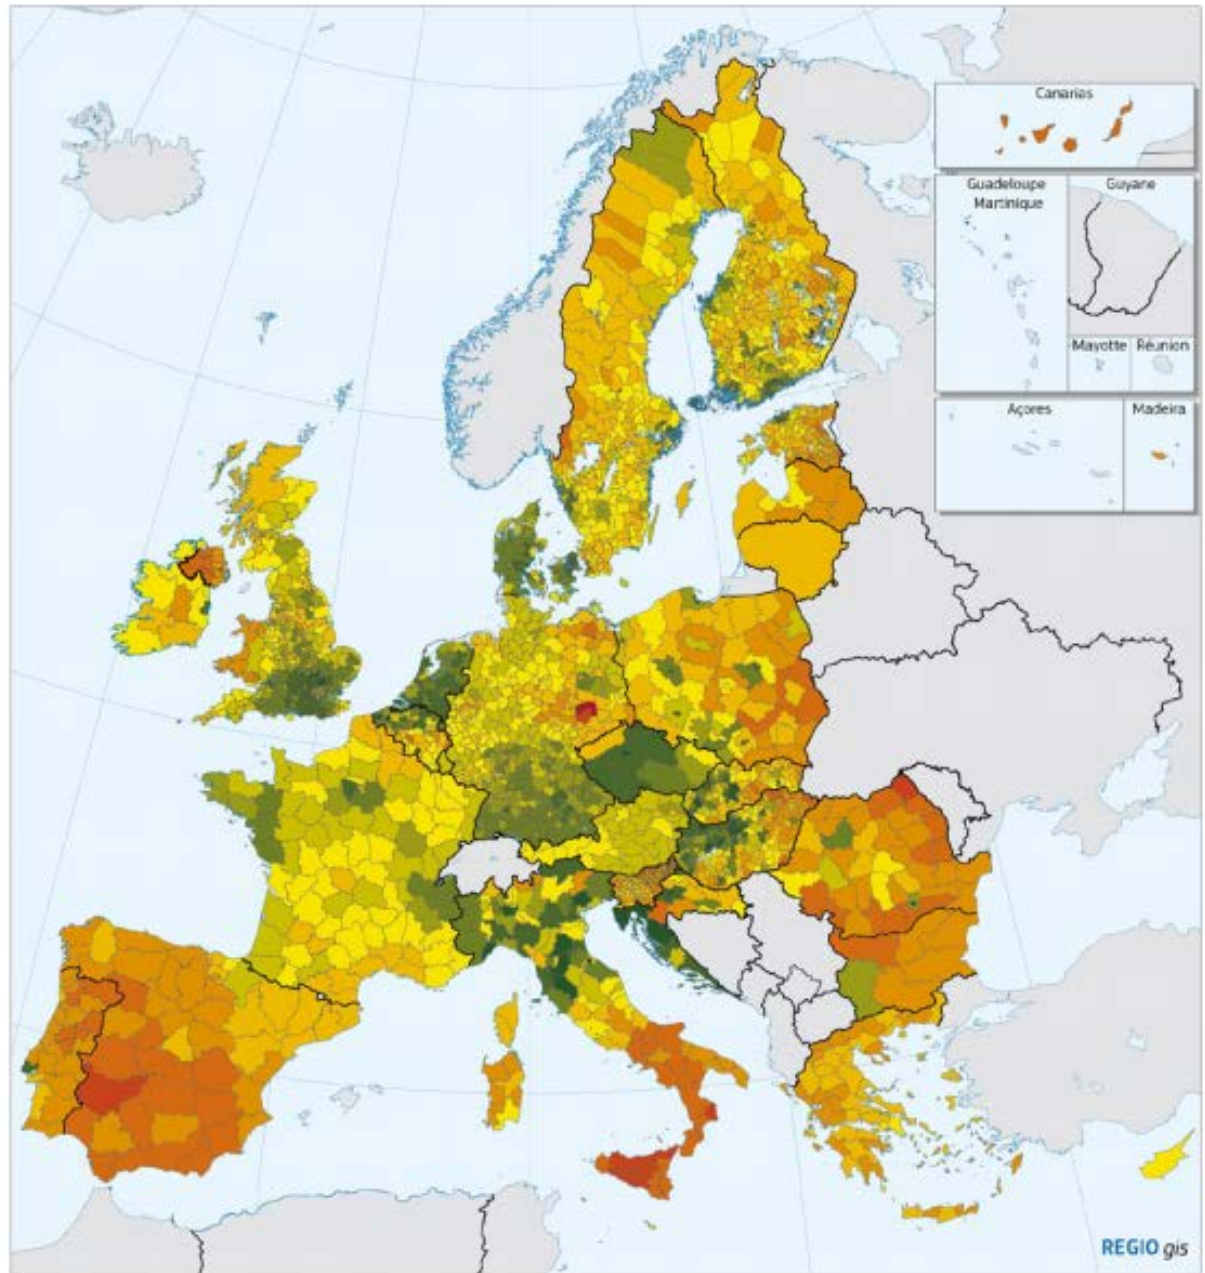 Canarias
Guadeloupe
Martinique
Guyane
Mayotte
Réunion
Açores
Madeira
REGIO gis